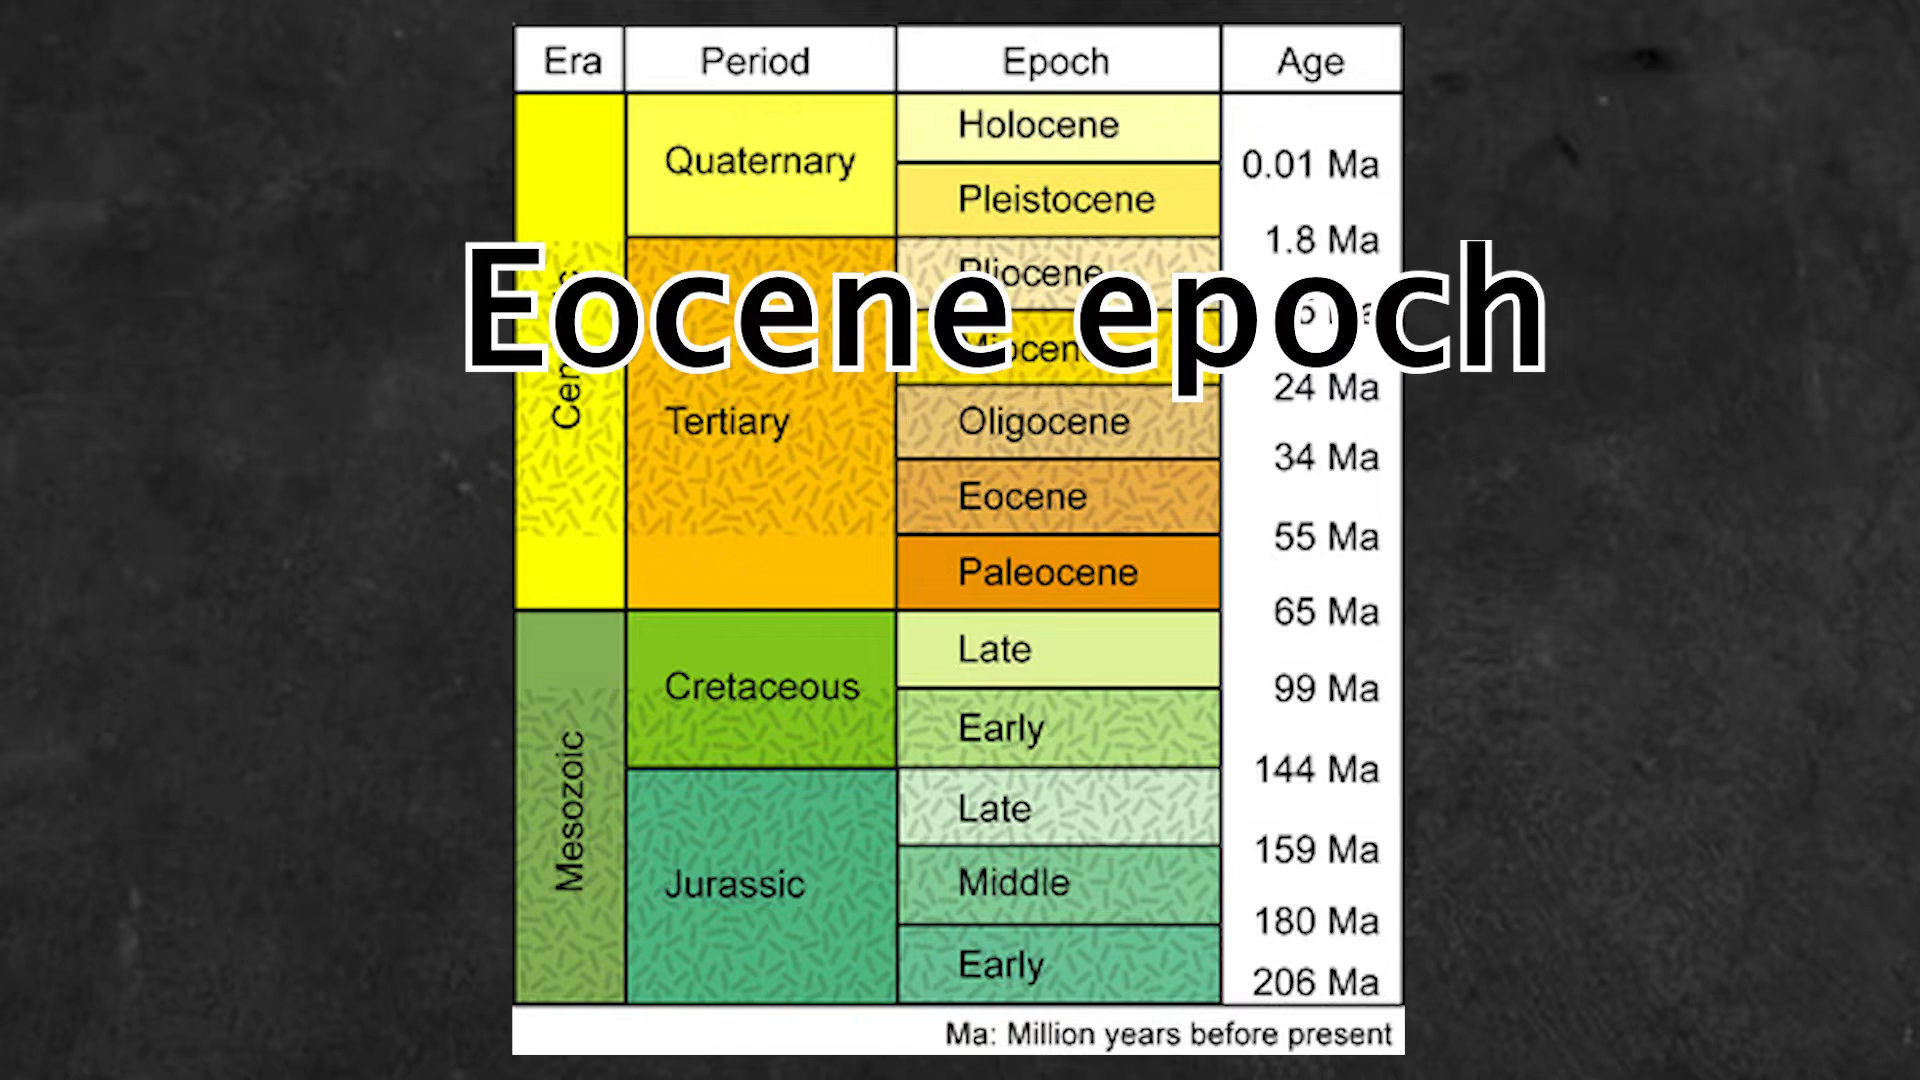 Era Period Epoch Age
Holocene
Quaternary
0.01 Ma
Pleistocene
1.8 Ma
Pliocene
Eocene epoch
Miocene
24 Ma
Tertiary
Oligocene
34 Ma
Eocene
55 Ma
Paleocene
65 Ma
Late
Cretaceous
99 Ma
Early
144 Ma
Mesozoic
Late
159 Ma
Jurassic
Middle
180 Ma
Early
206 Ma
Ma: Million years before present